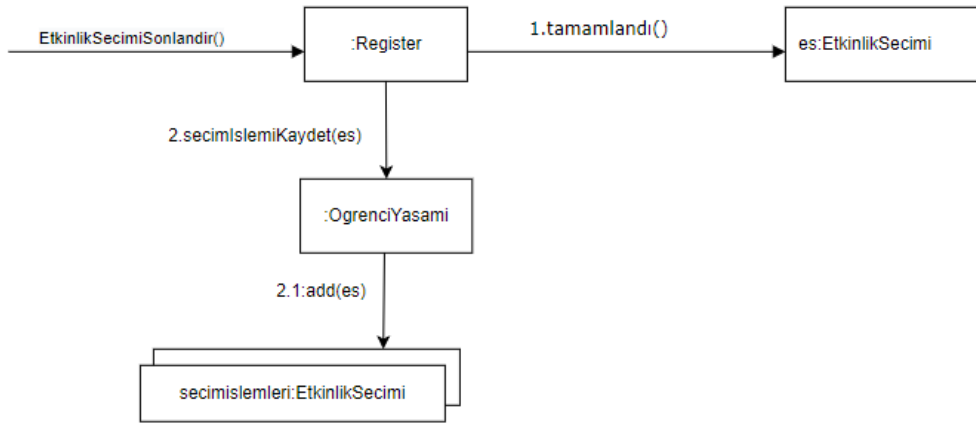 EtkinlikSecimiSonlandir()
:Register
1.tamamlandı()
es:EtkinlikSecimi
2.secimIslemiKaydet(es)
:OgrenciYasami
2.1:add(es)
secimislemleri:EtkinlikSecimi